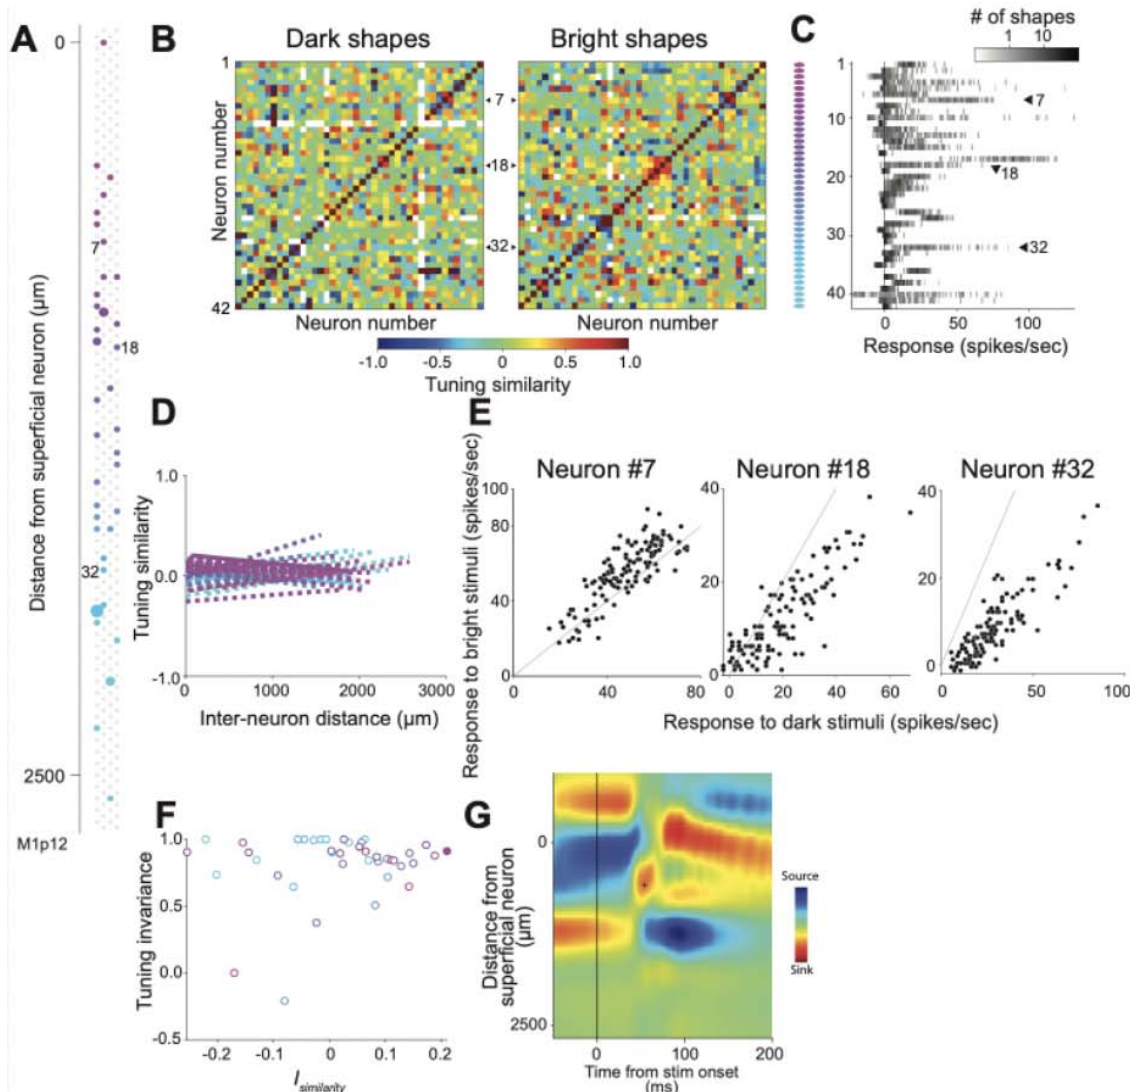 A
0
7
18
32
2500
Distance from superficial neuron (µm)
M1p12
B
Dark shapes
Bright shapes
1
Neuron number
42
7
18
32
Neuron number
Neuron number
-1.0
-0.5
0
0.5
1.0
Tuning similarity
C
# of shapes
1
10
1
10
20
30
40
7
18
32
0
50
100
Response (spikes/sec)
D
1.0
0.0
-1.0
Tuning similarity
0
1000
2000
3000
Inter-neuron distance (µm)
E
Response to bright stimuli (spikes/sec)
Neuron #7
100
80
40
0
0
40
80
Neuron #18
40
20
0
0
20
40
60
Neuron #32
40
20
0
0
50
100
Response to dark stimuli (spikes/sec)
F
1.0
0.5
0.0
-0.5
Tuning invariance
-0.2
-0.1
0
0.1
0.2
I similarity
G
Distance from
superficial neuron
(µm)
0
2500
0
100
200
Time from stim onset
(ms)
Source
Sink